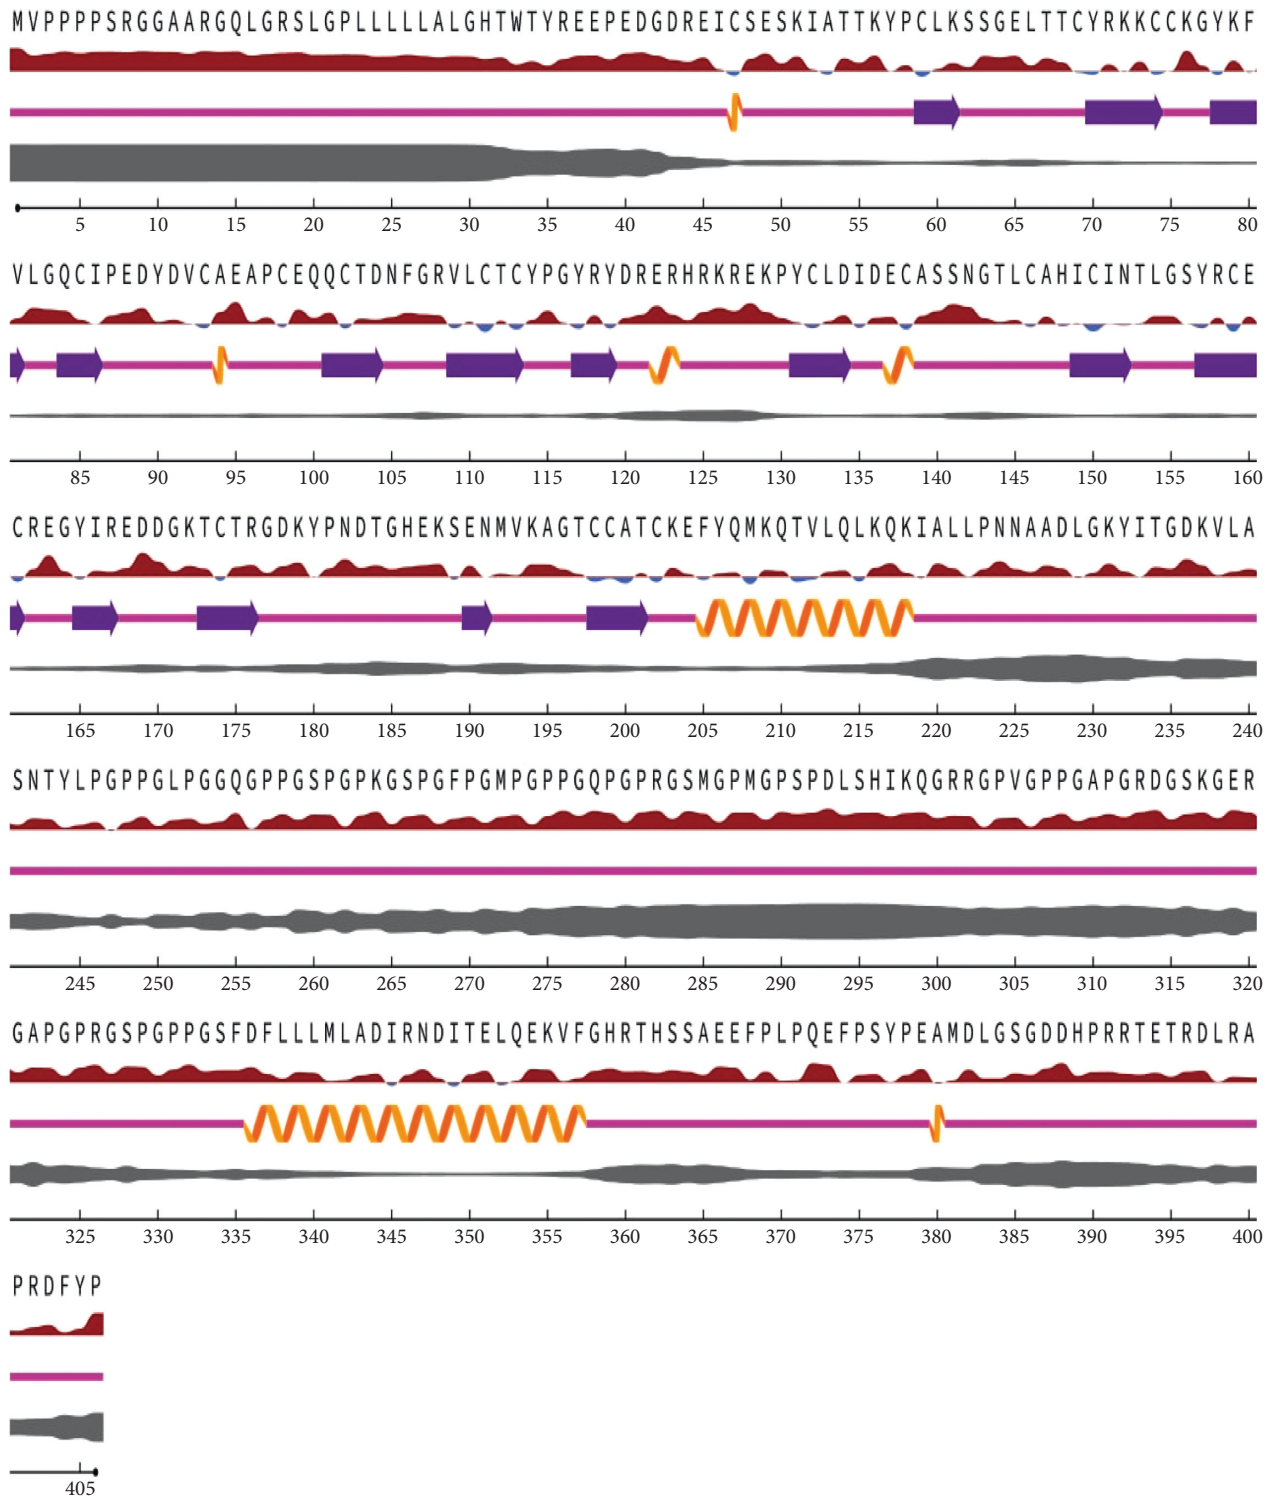 MVPPPPSRGGAARGQLGRSLGPLLLLLALGHTWTYREEPEDGDREICSESKIATTKYPCLKSSGELTTCYRKKCCKGYKF
5 10 15 20 25 30 35 40 45 50 55 60 65 70 75 80
VLGQCIPEDYDVCAEAPCEQQCTDNFGRVLCTCYPGYRYDRERHRKREKPYCLDIDECASSNGTLCAHICINTLGSYRCE
85 90 95 100 105 110 115 120 125 130 135 140 145 150 155 160
CREGYIREDDGKTCTRGDKYPNDTGHEKSENMVKAGTCCATCKEFYQMKQTVLQLKQKIALLPNNAADLGKYITGDKVLA
165 170 175 180 185 190 195 200 205 210 215 220 225 230 235 240
SNTYLPGPPGLPGGQGPPGSPGPKGSPGFPGMPGPPGQPGPRGSMGPMGPSPDLSHIKQGRRGPVGPPGAPGRDGSKGER
245 250 255 260 265 270 275 280 285 290 295 300 305 310 315 320
GAPGPRGSPGPPGSFDFLLLMLADIRNDITELQEKVFGHRTHSSAEEFPLPQEFPSYPEAMDLGSGDDHPRRTETRDLRA
325 330 335 340 345 350 355 360 365 370 375 380 385 390 395 400
PRDFYP
405